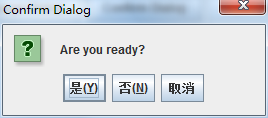 Confirm Dialog
?
Are you ready?
是(Y) 否(N) 取消